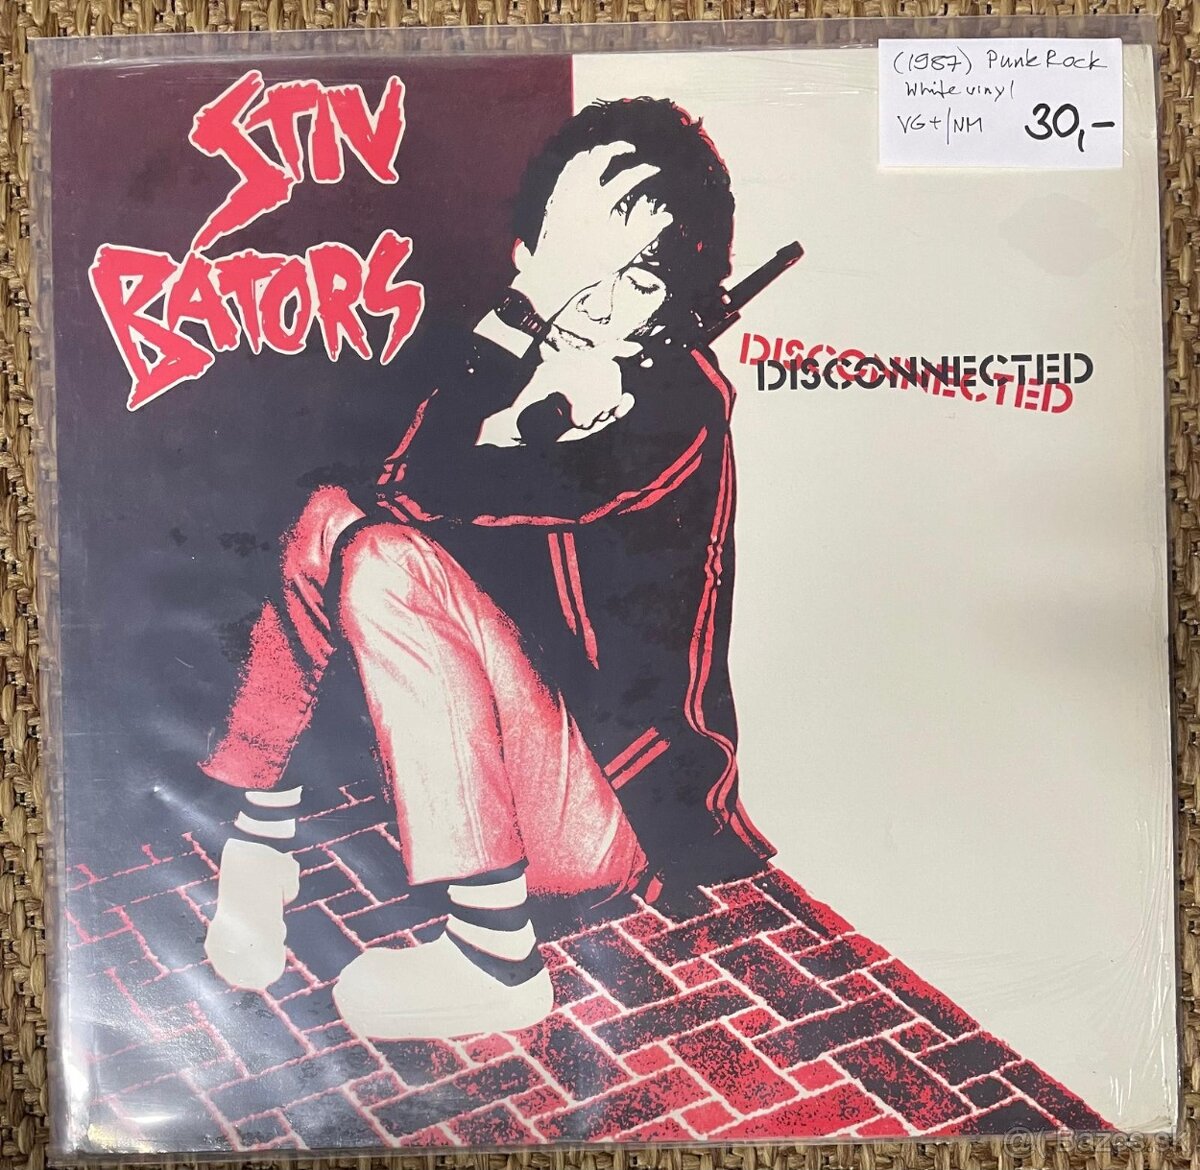 STIV
BATORS
(1987) Punk Rock
White vinyl
VG+/NM 30,-
DISCONNECTED
DISCONNECTED
Bazos.sk